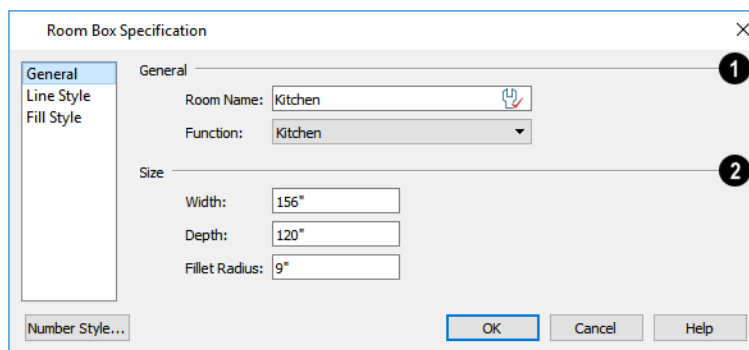 Room Box Specification
General
Line Style
Fill Style
General
1
Room Name: Kitchen
Function: Kitchen
Size
2
Width: 156"
Depth: 120"
Fillet Radius: 9"
Number Style...
OK
Cancel
Help